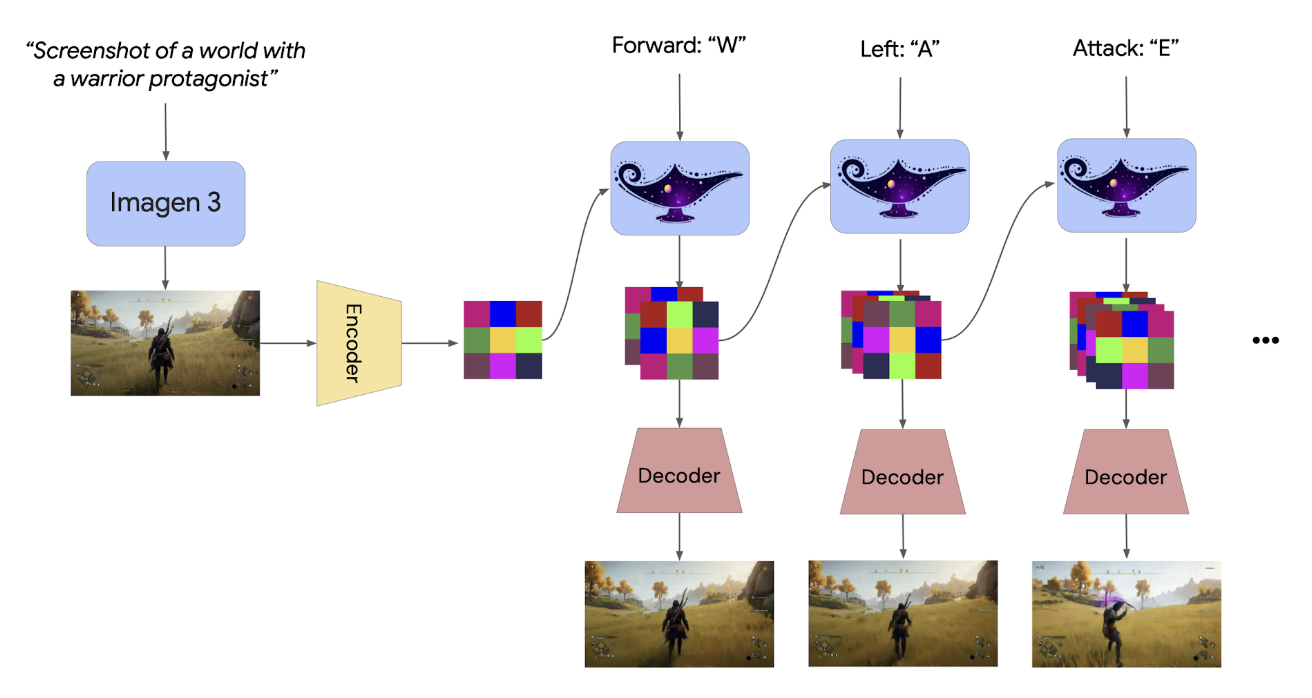 “Screenshot of a world with
a warrior protagonist”
Forward: “W”
Left: “A”
Attack: “E”
Imagen 3
Encoder
Decoder
Decoder
Decoder
...